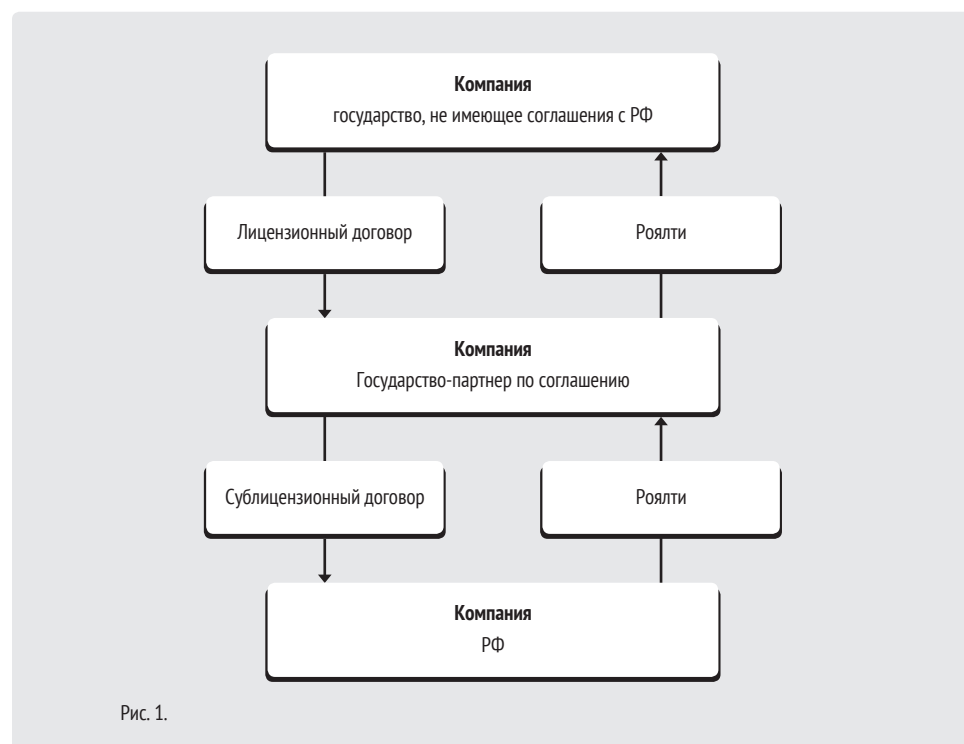 Компания
государство, не имеющее соглашения с РФ
Лицензионный договор
Роялти
Компания
Государство-партнер по соглашению
Сублицензионный договор
Роялти
Компания
РФ
Рис. 1.